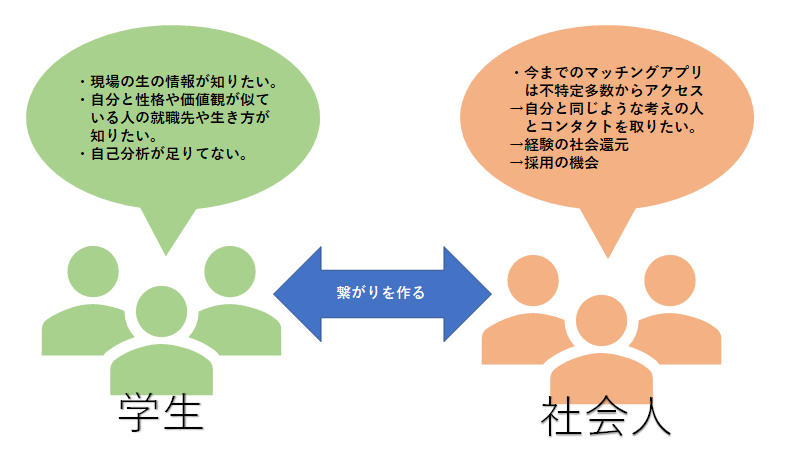 ・現場の生の情報が知りたい。
・自分と性格や価値観が似て
いる人の就職先や生き方が
知りたい。
・自己分析が足りてない。
・今までのマッチングアプリ
は不特定多数からアクセス
→自分と同じような考えの人
とコンタクトを取りたい。
→経験の社会還元
→採用の機会
繋がりを作る
学生
社会人